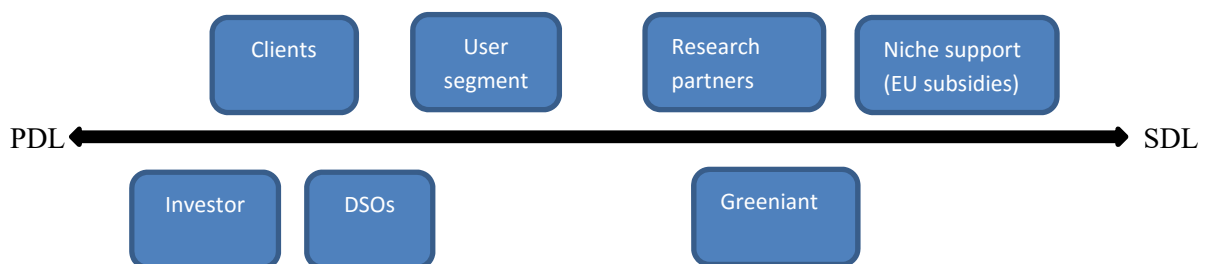 Clients
User
segment
Research
partners
Niche support
(EU subsidies)
PDL
SDL
Investor
DSOs
Greeniant